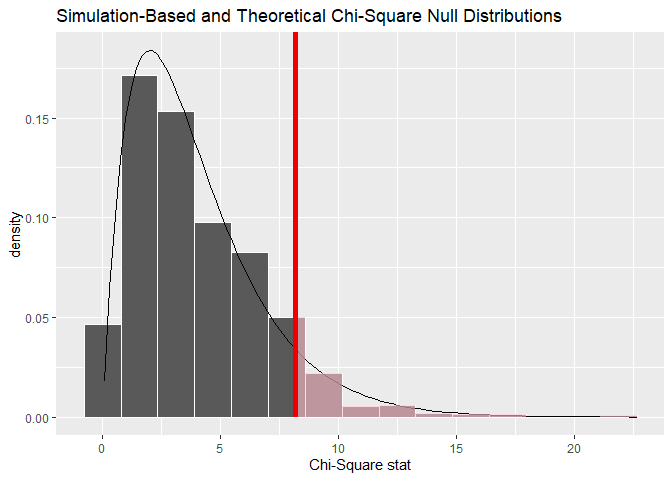 Simulation-Based and Theoretical Chi-Square Null Distributions
0.15
0.10
0.05
0.00
density
0 5 10 15 20
Chi-Square stat